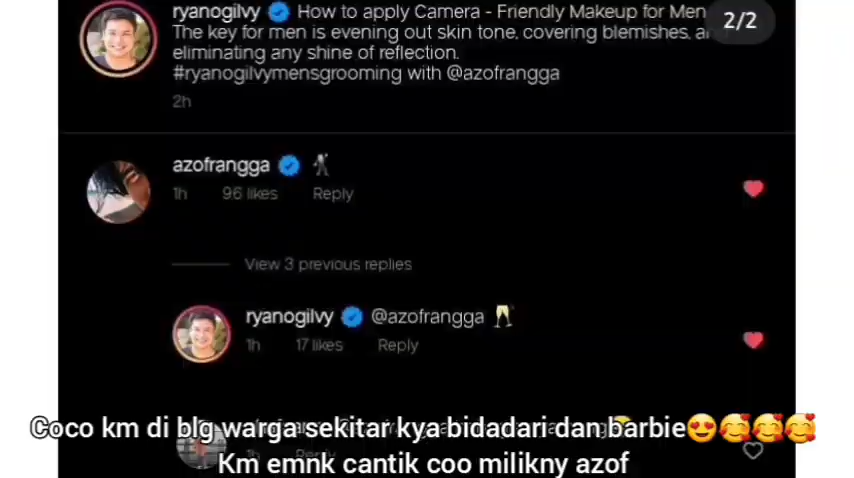 ryanogilvy How to apply Camera - Friendly Makeup for Men
2/2
The key for men is evening out skin tone, covering blemishes,
eliminating any shine of reflection.
#ryanogilvymensgrooming with @azofrangga
2h
azofrangga
1h 96 likes Reply
View 3 previous replies
ryanogilvy @azofrangga 🥂
1h 17 likes Reply
Coco km di blg warga sekitar kya bidadari dan barbie😍🥰🥰🥰
1h Reply
Km emnk cantik coo milikny azof